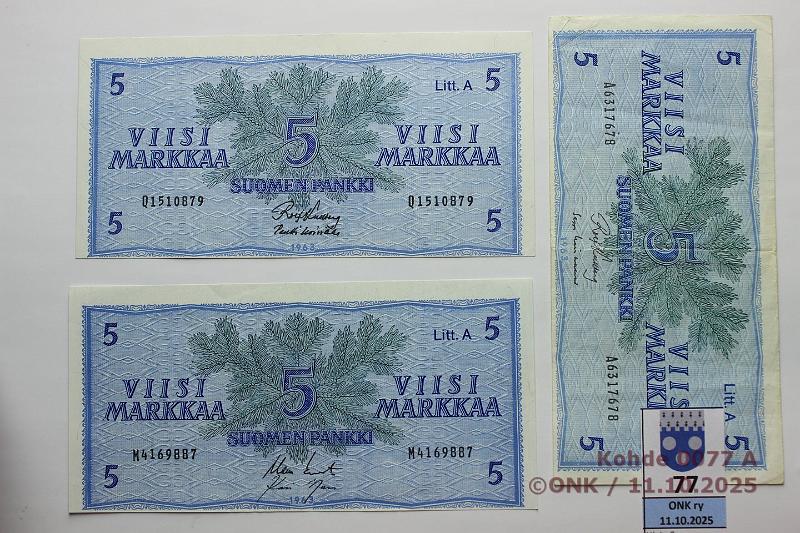 5
Litt. A 5
VIISI
MARKKAA
5
VIISI
MARKKAA
SUOMEN PANKKI
Q1510879
Q1510879
5
1963
5
5
Litt. A 5
VIISI
MARKKAA
5
VIISI
MARKKAA
SUOMEN PANKKI
M4169887
M4169887
5
1963
5
5
Litt. A 5
VIISI
MARKKAA
5
VIISI
MARKKAA
SUOMEN PANKKI
A6317678
A6317678
5
1963
5
Kohde 0077 A
©ONK / 11.10.2025
77
ONK ry
11.10.2025